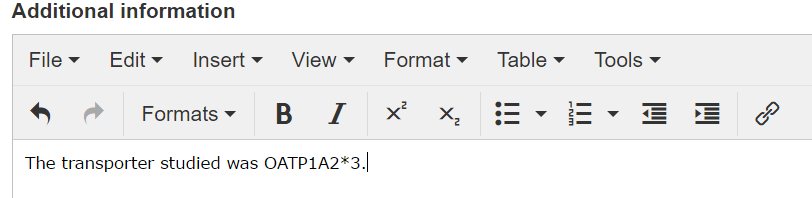 Additional information
File Edit Insert View Format Table Tools
Formats B I x² x₂
The transporter studied was OATP1A2*3.